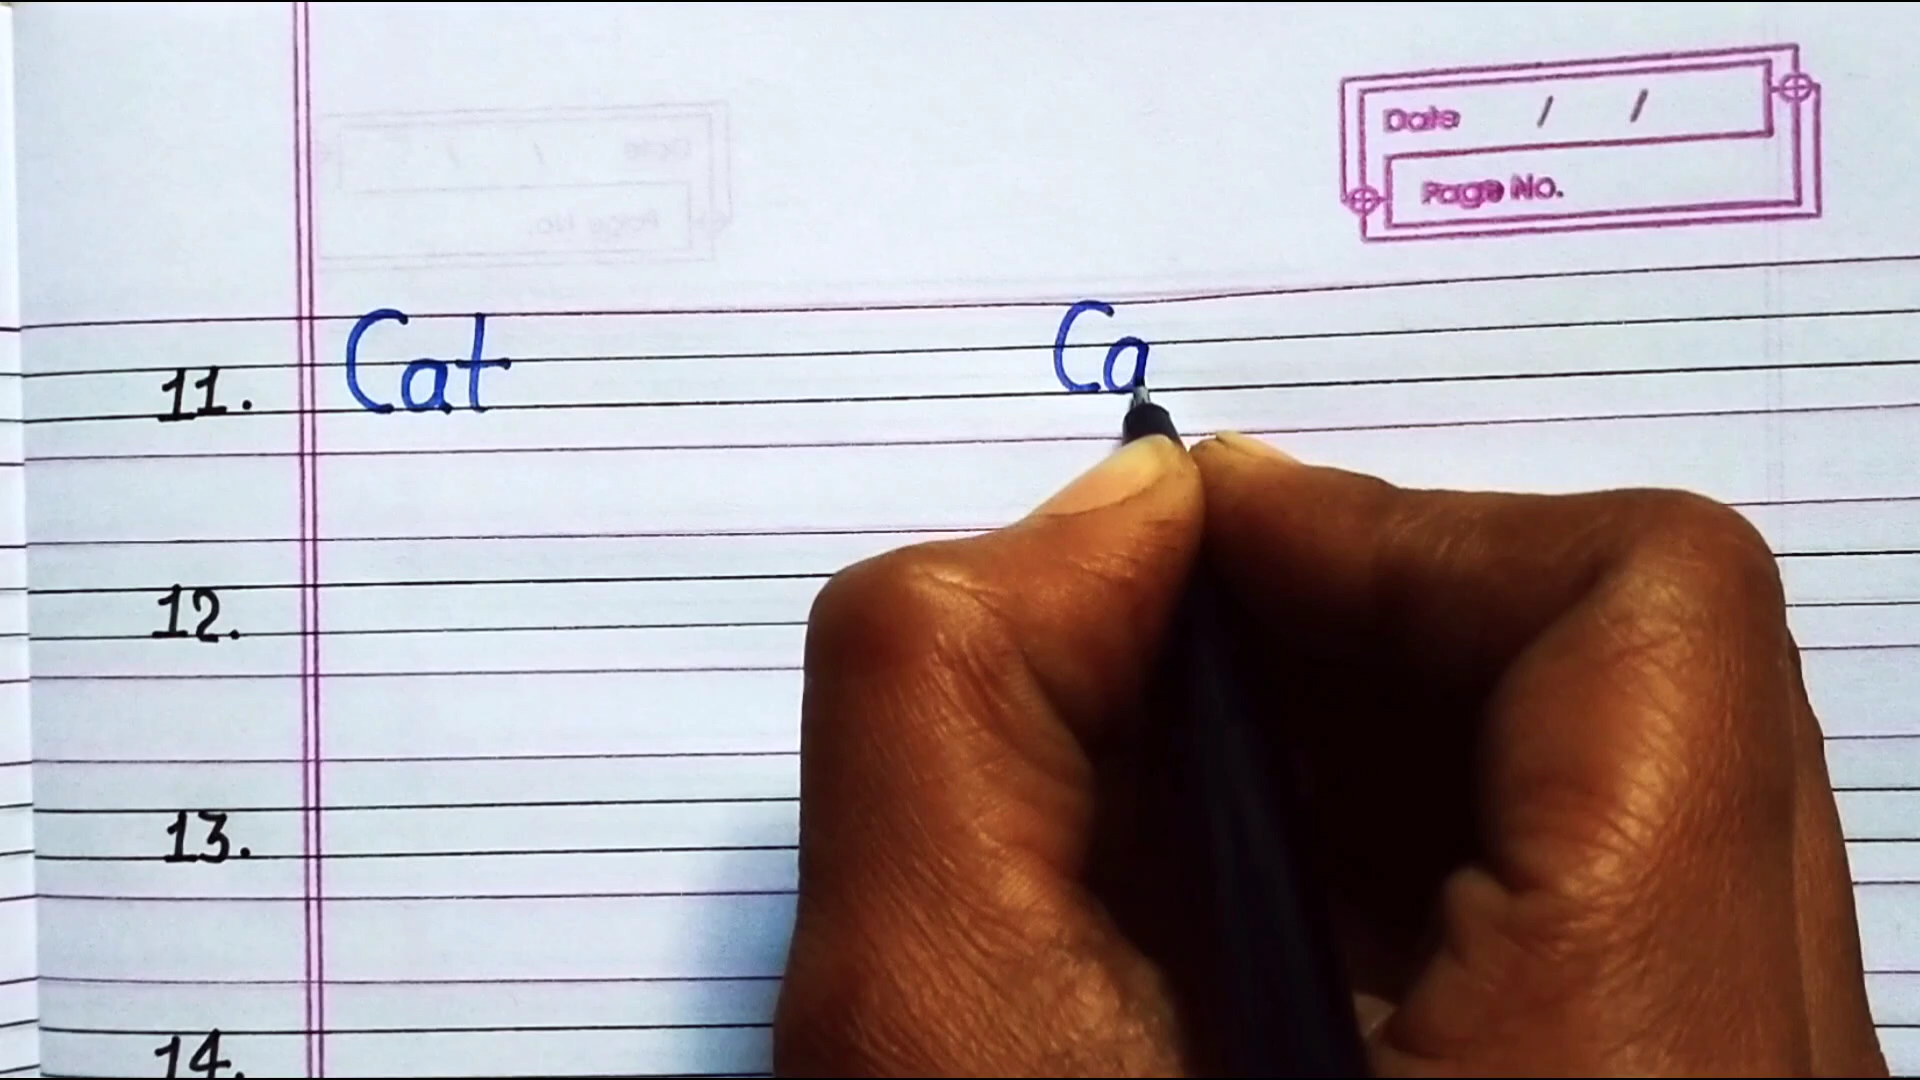 Date / /
Page No.
11. Cat Ca
12.
13.
14.